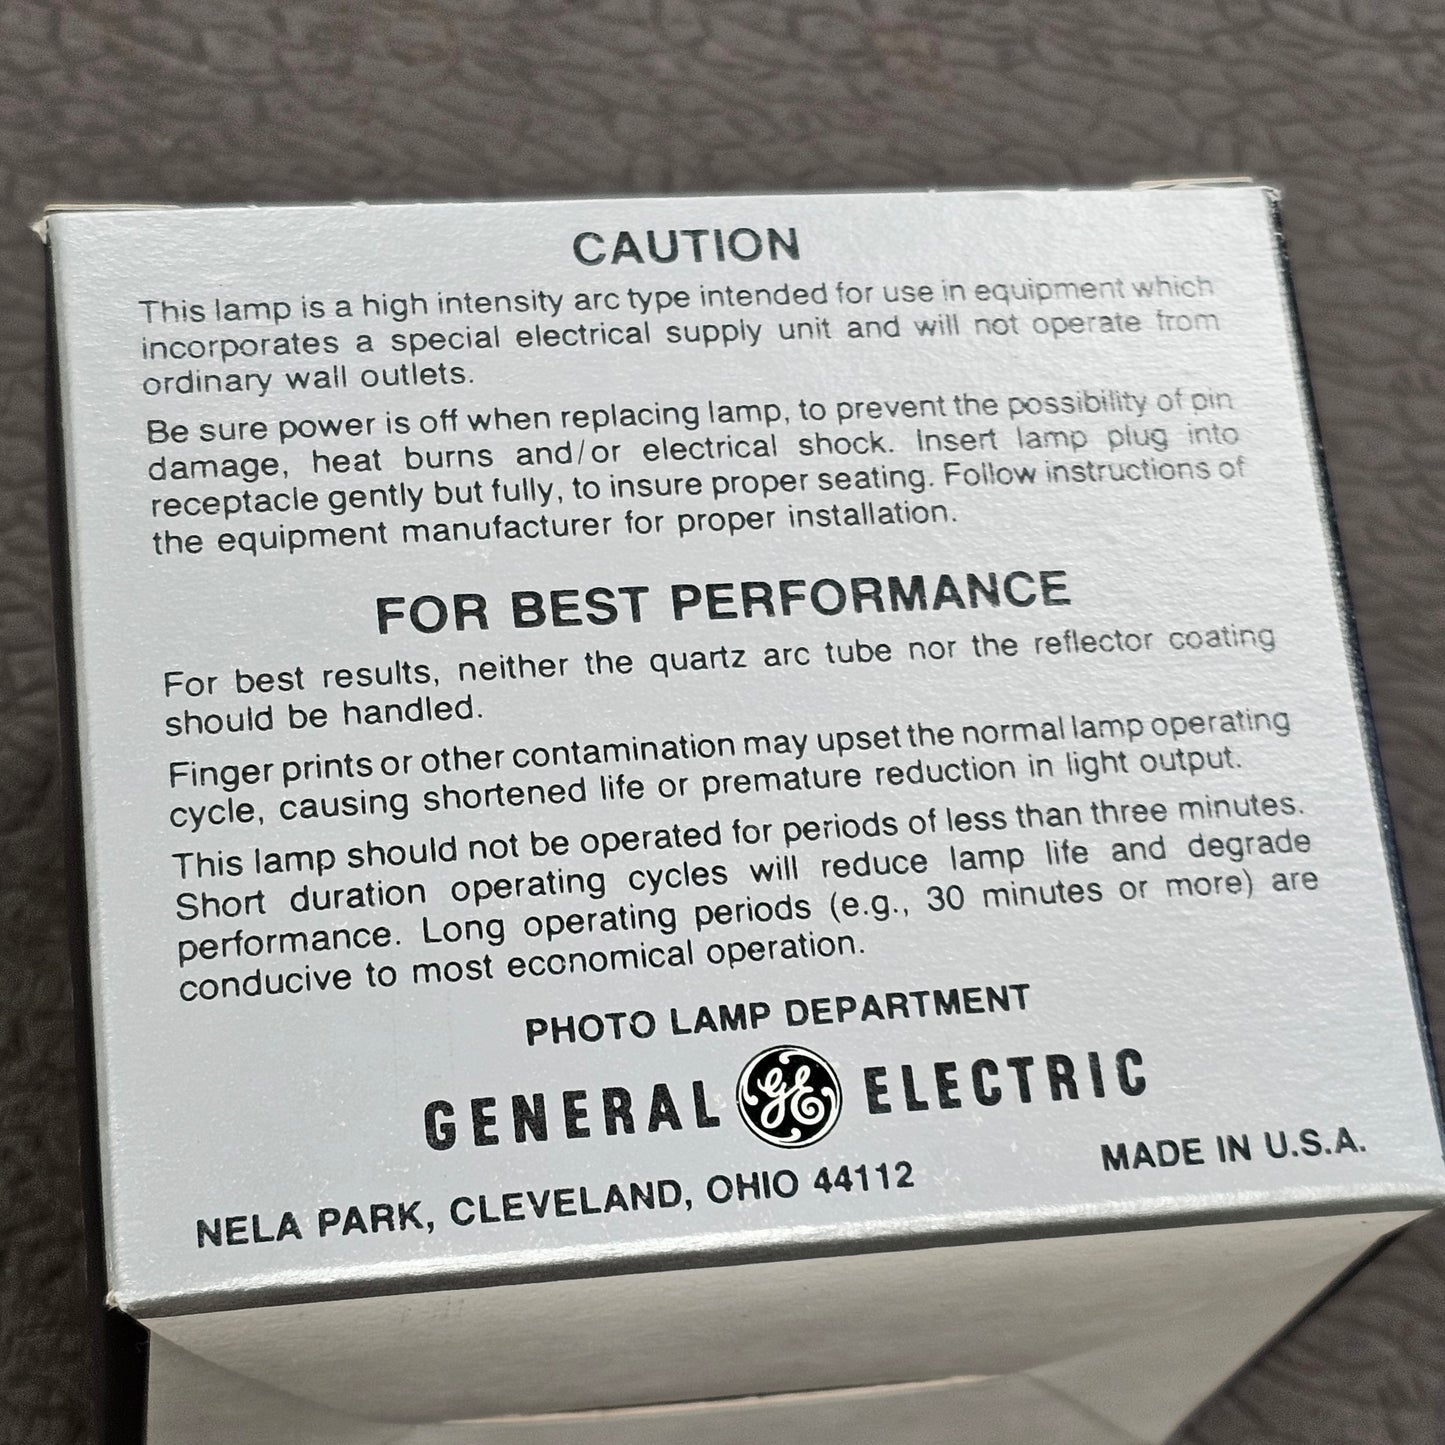 CAUTION
This lamp is a high intensity arc type intended for use in equipment which
incorporates a special electrical supply unit and will not operate from
ordinary wall outlets.
Be sure power is off when replacing lamp, to prevent the possibility of pin
damage, heat burns and/or electrical shock. Insert lamp plug into
receptacle gently but fully, to insure proper seating. Follow instructions of
the equipment manufacturer for proper installation.
FOR BEST PERFORMANCE
For best results, neither the quartz arc tube nor the reflector coating
should be handled.
Finger prints or other contamination may upset the normal lamp operating
cycle, causing shortened life or premature reduction in light output.
This lamp should not be operated for periods of less than three minutes.
Short duration operating cycles will reduce lamp life and degrade
performance. Long operating periods (e.g., 30 minutes or more) are
conducive to most economical operation.
PHOTO LAMP DEPARTMENT
GENERAL GE ELECTRIC
NELA PARK, CLEVELAND, OHIO 44112 MADE IN U.S.A.